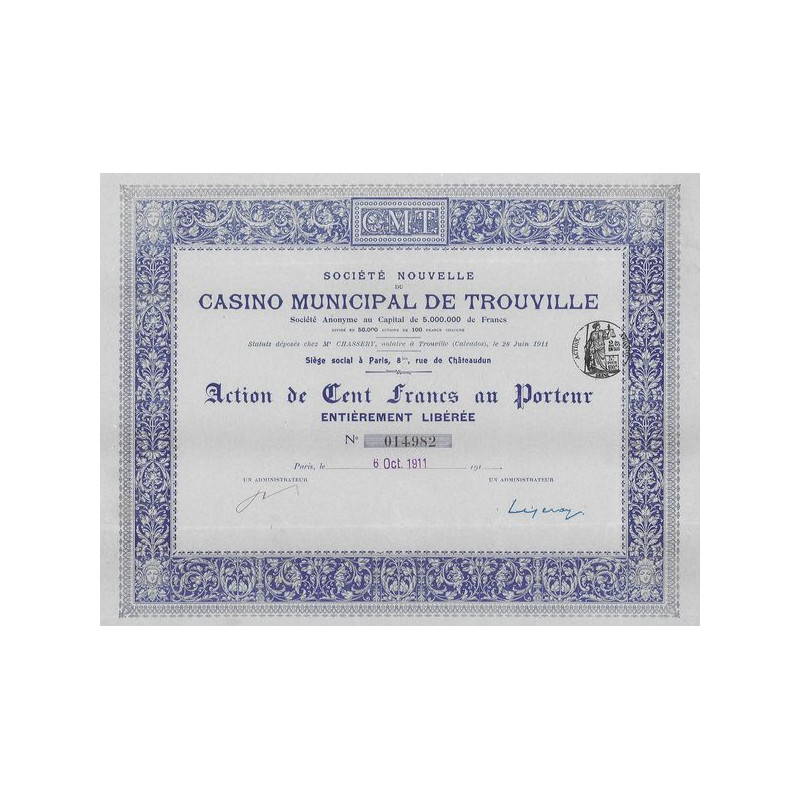 C.M.T.
SOCIÉTÉ NOUVELLE
DU
CASINO MUNICIPAL DE TROUVILLE
Société Anonyme au Capital de 5.000.000 de Francs
DIVISÉ EN 50.000 ACTIONS DE 100 FRANCS CHACUNE
Statuts déposés chez Me CHASSERY, notaire à Trouville (Calvados), le 28 Juin 1911
Siège social à Paris, 8bis, rue de Châteaudun
ACTION
Action de Cent Francs au Porteur
ENTIÈREMENT LIBÉRÉE
No 014982
Paris, le 6 Oct. 1911 191
UN ADMINISTRATEUR UN ADMINISTRATEUR